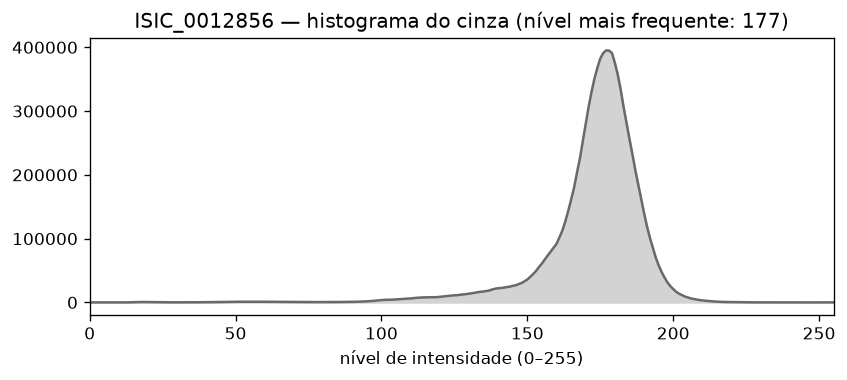 ISIC_0012856 — histograma do cinza (nível mais frequente: 177)
400000
300000
200000
100000
0
0 50 100 150 200 250
nível de intensidade (0–255)